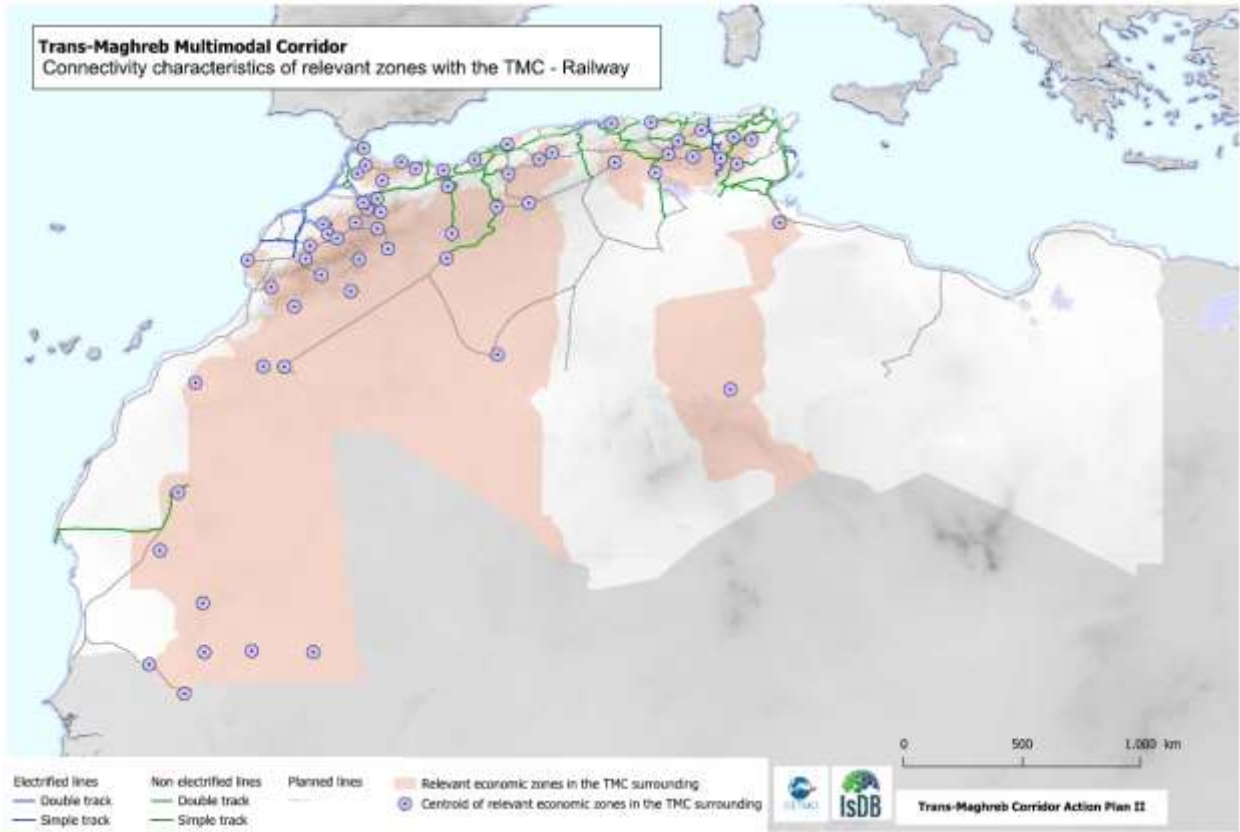 Trans-Maghreb Multimodal Corridor
Connectivity characteristics of relevant zones with the TMC - Railway
0 500 1.000 km
Electrified lines
Double track
Simple track
Non electrified lines
Double track
Simple track
Planned lines
Relevant economic zones in the TMC surrounding
Centroid of relevant economic zones in the TMC surrounding
CETMO
IsDB
Trans-Maghreb Corridor Action Plan II